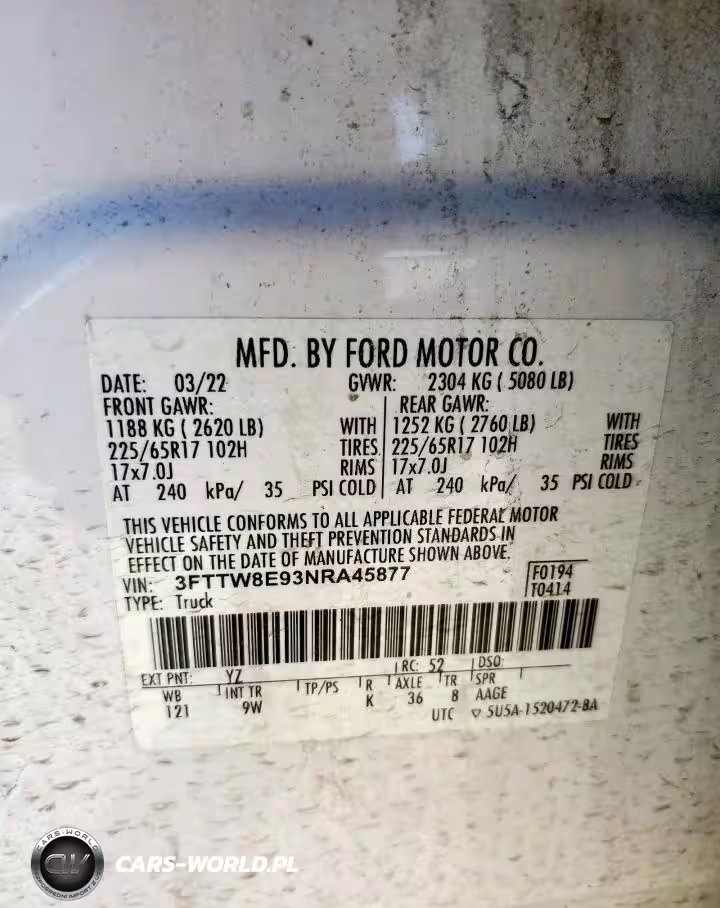 MFD. BY FORD MOTOR CO.
DATE: 03/22 GVWR: 2304 KG ( 5080 LB)
FRONT GAWR: REAR GAWR:
1188 KG ( 2620 LB) WITH 1252 KG ( 2760 LB) WITH
225/65R17 102H TIRES 225/65R17 102H TIRES
17x7.0J RIMS 17x7.0J RIMS
AT 240 kPa/ 35 PSI COLD AT 240 kPa/ 35 PSI COLD
THIS VEHICLE CONFORMS TO ALL APPLICABLE FEDERAL MOTOR
VEHICLE SAFETY AND THEFT PREVENTION STANDARDS IN
EFFECT ON THE DATE OF MANUFACTURE SHOWN ABOVE.
VIN: 3FTTW8E93NRA45877 F0194
TYPE: Truck T0414
EXT PNT: YZ RC: 52 DSO:
WB INT TR TP/PS R AXLE TR SPR
121 9W K 36 8 AAGE
UTC ▽ 5U5A-1520472-BA
CARS-WORLD
CW
CARS-WORLD.PL